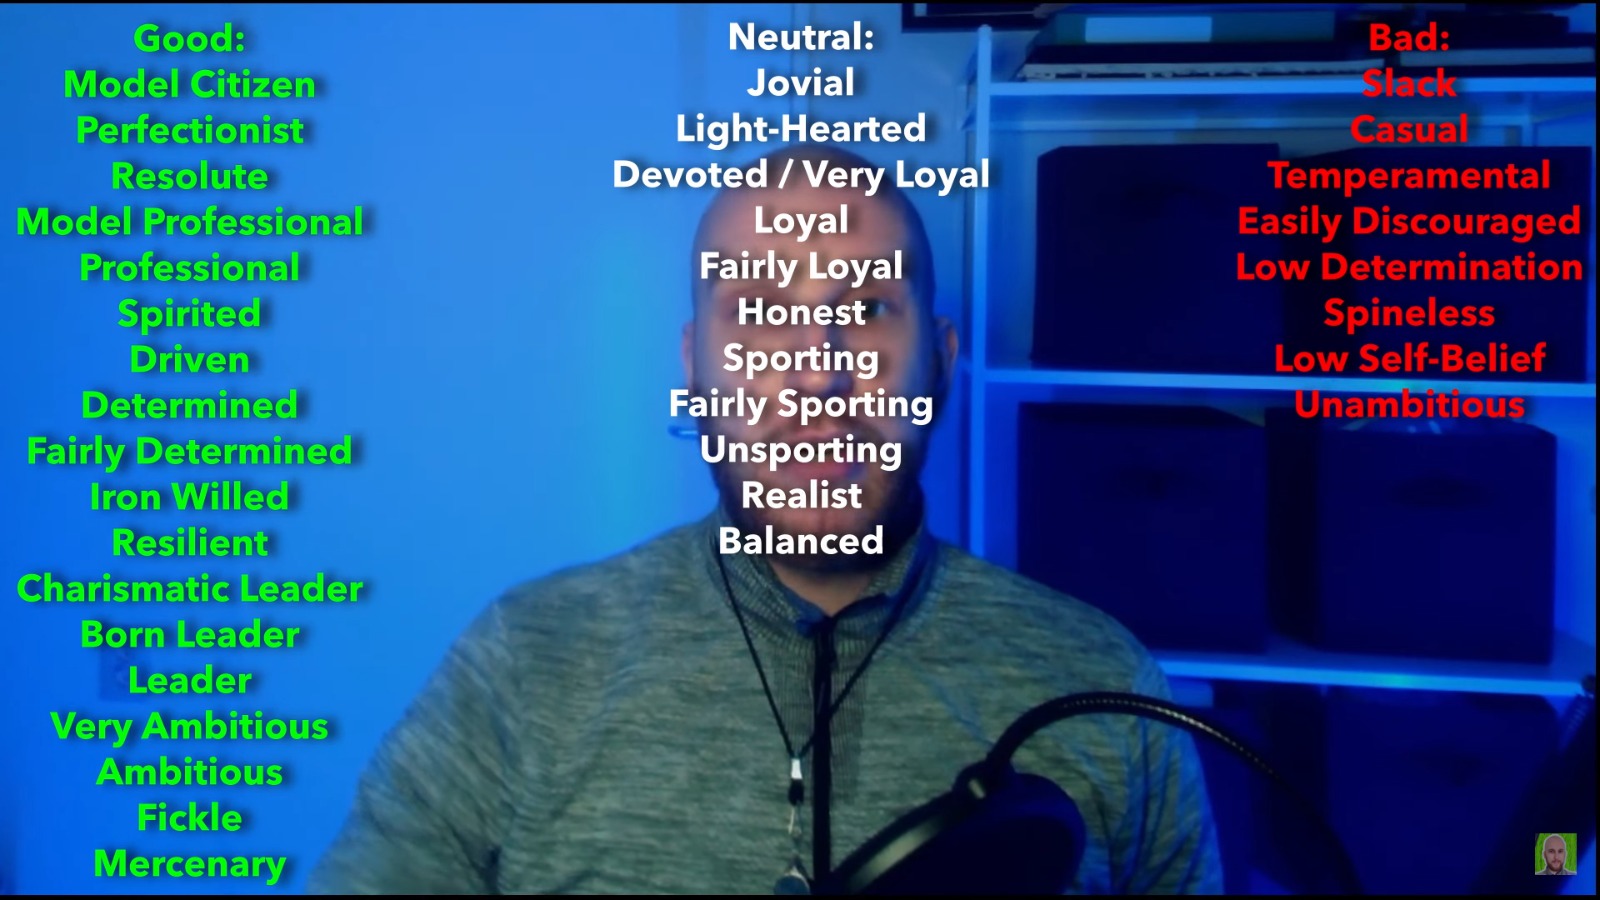 Good:
Model Citizen
Perfectionist
Resolute
Model Professional
Professional
Spirited
Driven
Determined
Fairly Determined
Iron Willed
Resilient
Charismatic Leader
Born Leader
Leader
Very Ambitious
Ambitious
Fickle
Mercenary
Neutral:
Jovial
Light-Hearted
Devoted / Very Loyal
Loyal
Fairly Loyal
Honest
Sporting
Fairly Sporting
Unsporting
Realist
Balanced
Bad:
Slack
Casual
Temperamental
Easily Discouraged
Low Determination
Spineless
Low Self-Belief
Unambitious